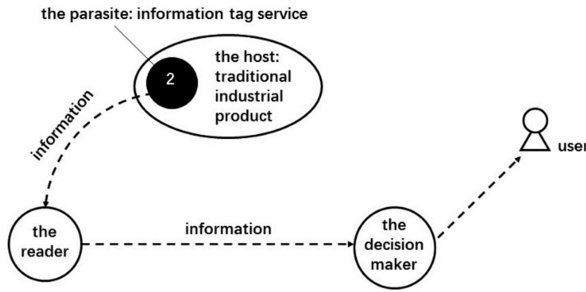 the parasite: information tag service
2
the host:
traditional
industrial
product
information
user
the
reader
information
the
decision
maker